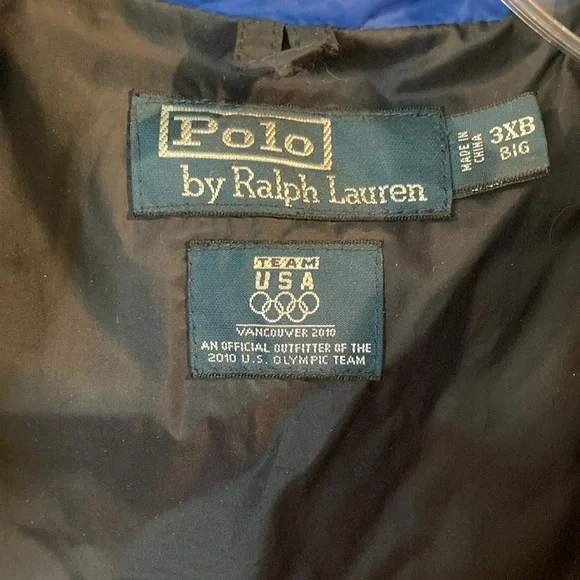 Polo
by Ralph Lauren
MADE IN
CHINA
3XB
BIG
TEAM
USA
VANCOUVER 2010
AN OFFICIAL OUTFITTER OF THE
2010 U.S. OLYMPIC TEAM